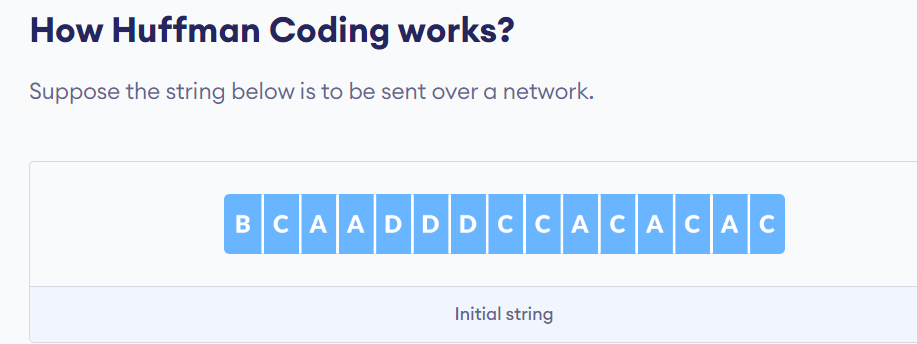 How Huffman Coding works?
Suppose the string below is to be sent over a network.
B C A A D D D C C A C A C A C
Initial string